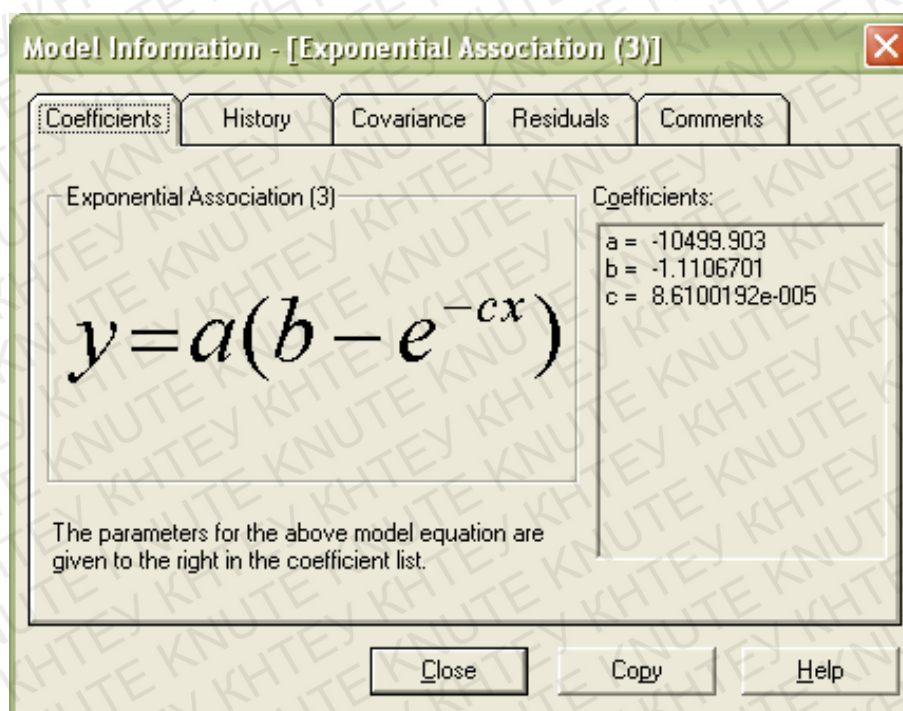 Model Information - [Exponential Association (3)]
Coefficients History Covariance Residuals Comments
Exponential Association (3)
y=a(b-e^{-cx})
Coefficients:
a = -10499.903
b = -1.1106701
c = 8.6100192e-005
The parameters for the above model equation are
given to the right in the coefficient list.
Close Copy Help
КНТЕУ KNUTE